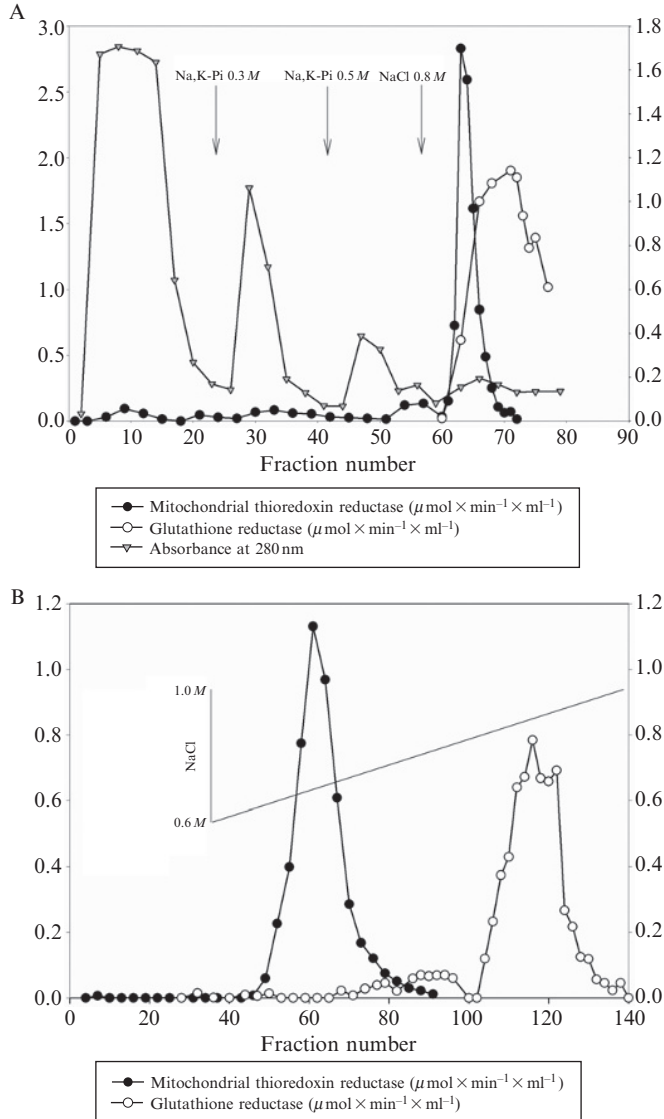 A
3.0
2.5
2.0
1.5
1.0
0.5
0.0
1.8
1.6
1.4
1.2
1.0
0.8
0.6
0.4
0.2
0.0
Na,K-Pi 0.3 M
Na,K-Pi 0.5 M
NaCl 0.8 M
0 10 20 30 40 50 60 70 80 90
Fraction number
Mitochondrial thioredoxin reductase (μmol × min⁻¹ × ml⁻¹)
Glutathione reductase (μmol × min⁻¹ × ml⁻¹)
Absorbance at 280 nm
B
1.2
1.0
0.8
0.6
0.4
0.2
0.0
1.2
1.0
0.8
0.6
0.4
0.2
0.0
1.0 M
NaCl
0.6 M
0 20 40 60 80 100 120 140
Fraction number
Mitochondrial thioredoxin reductase (μmol × min⁻¹ × ml⁻¹)
Glutathione reductase (μmol × min⁻¹ × ml⁻¹)